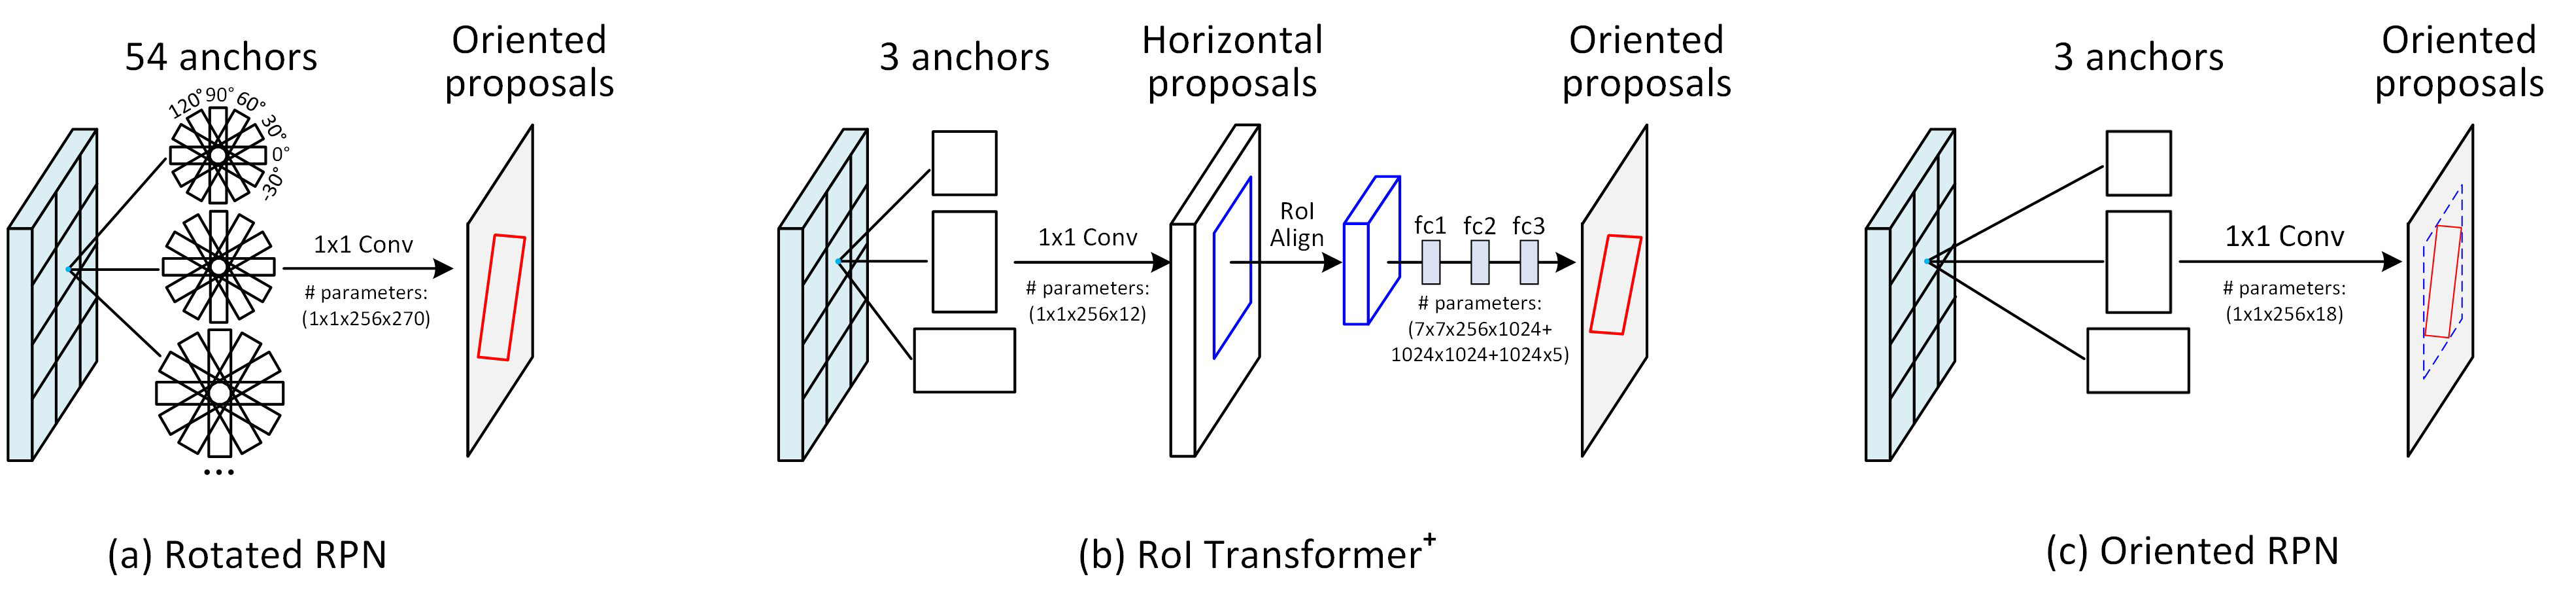 54 anchors
Oriented
proposals
120° 90° 60° 30° 0° -30°
1x1 Conv
# parameters:
(1x1x256x270)
...
(a) Rotated RPN
3 anchors
Horizontal
proposals
Oriented
proposals
1x1 Conv
# parameters:
(1x1x256x12)
RoI
Align
fc1 fc2 fc3
# parameters:
(7x7x256x1024+
1024x1024+1024x5)
(b) RoI Transformer⁺
3 anchors
Oriented
proposals
1x1 Conv
# parameters:
(1x1x256x18)
(c) Oriented RPN